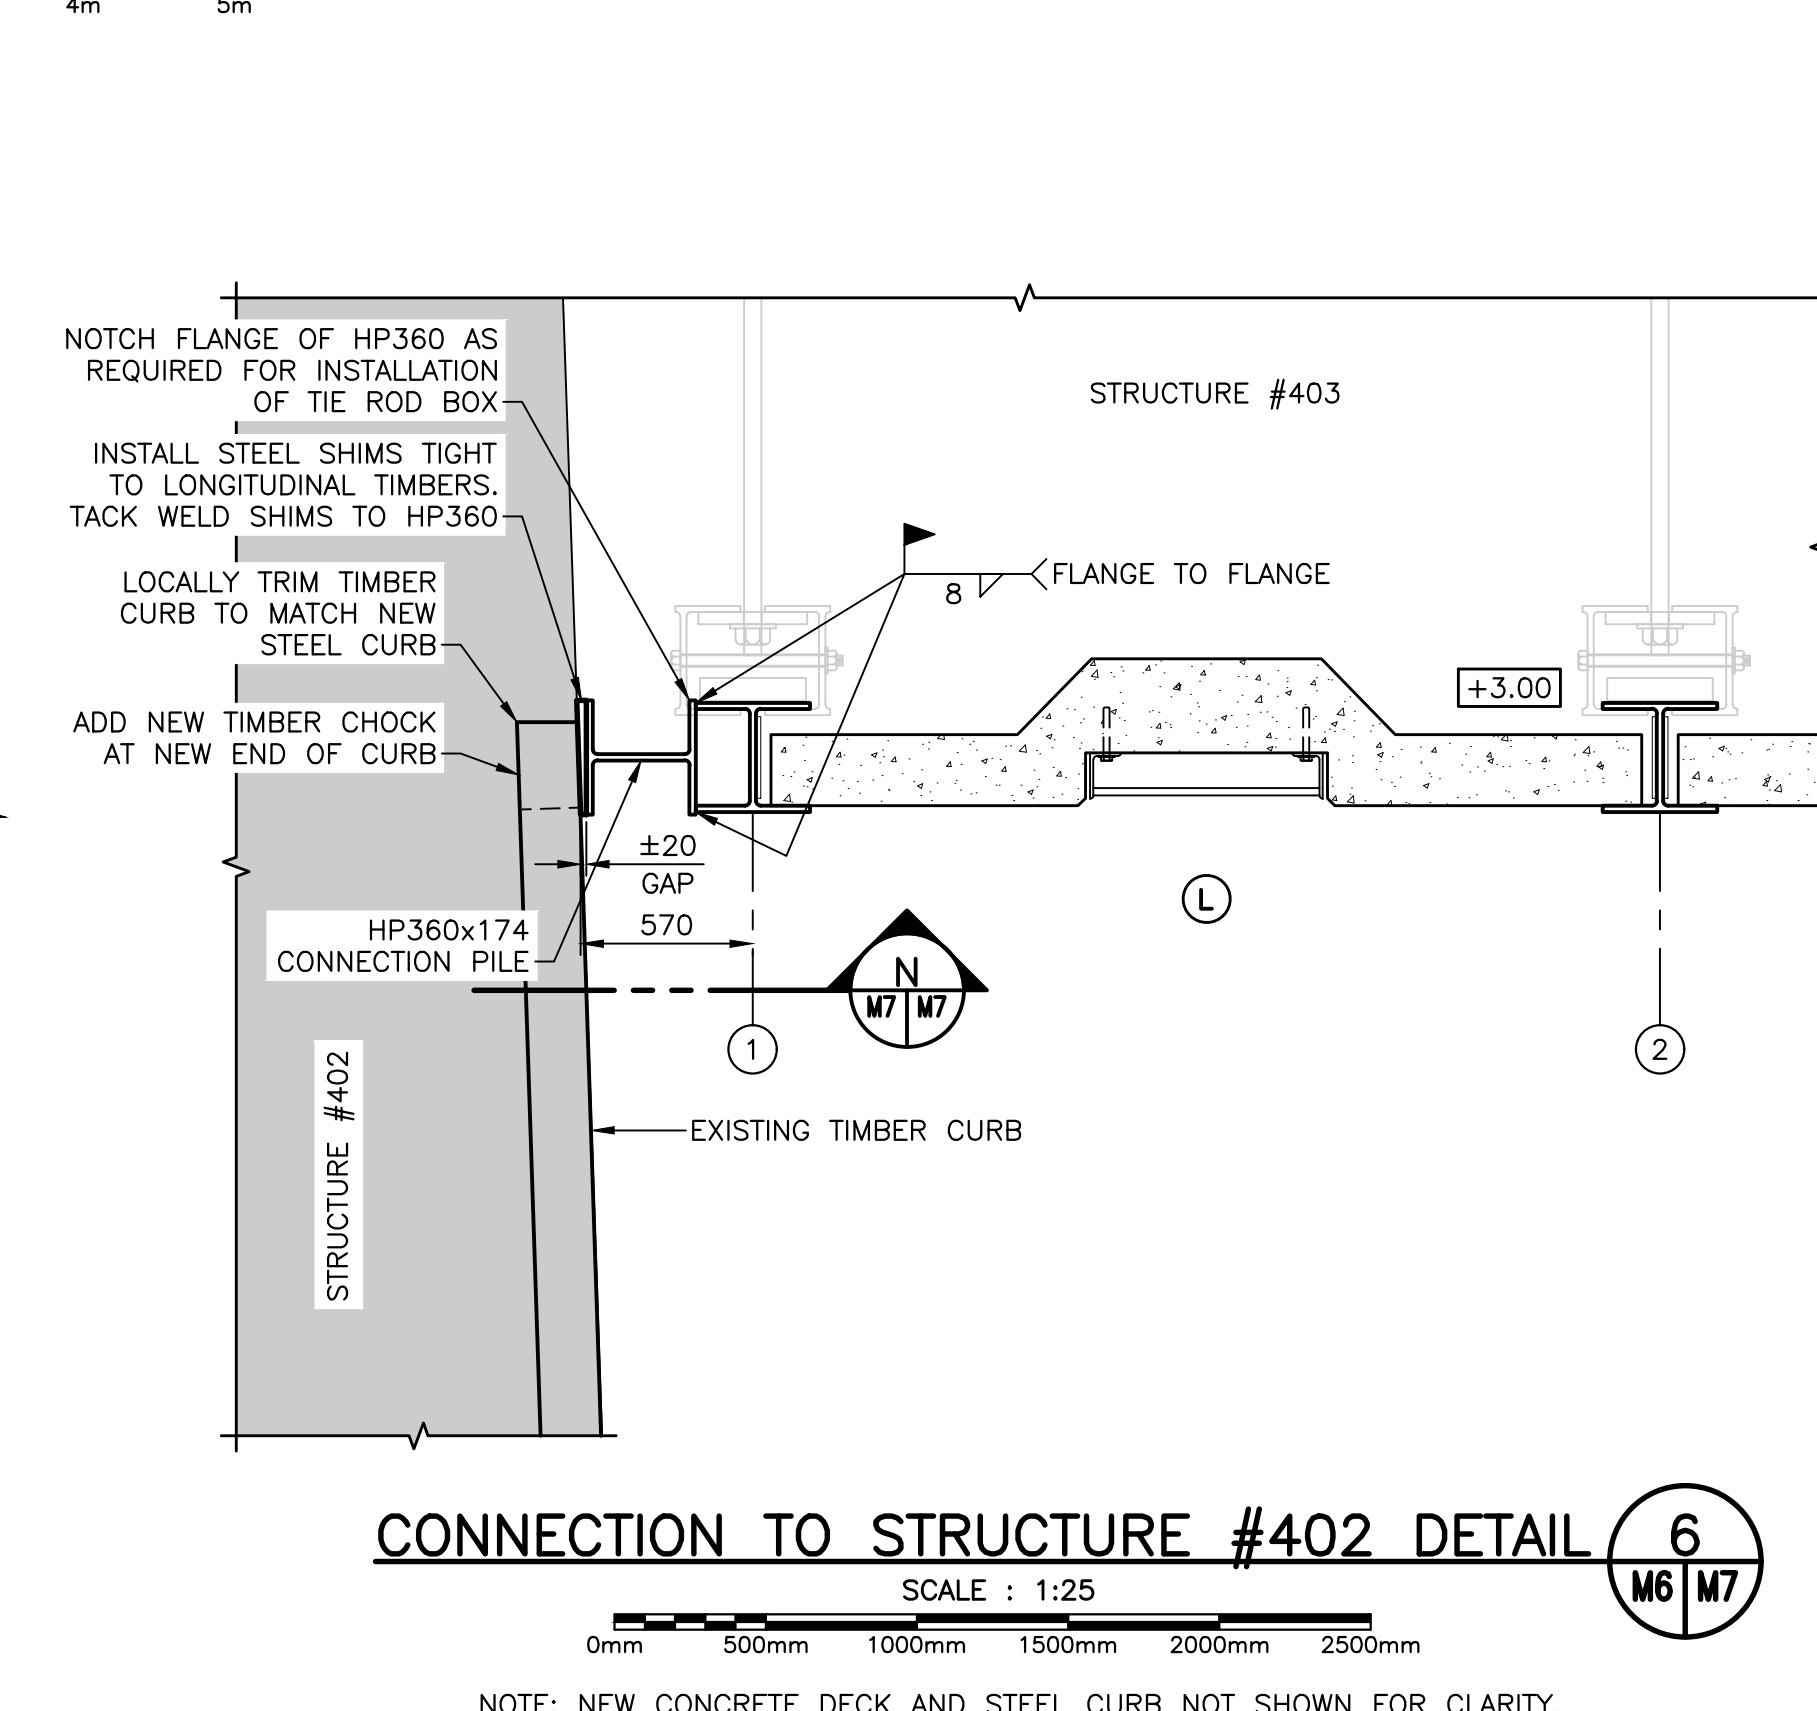 4m 5m
NOTCH FLANGE OF HP360 AS
REQUIRED FOR INSTALLATION
OF TIE ROD BOX
STRUCTURE #403
INSTALL STEEL SHIMS TIGHT
TO LONGITUDINAL TIMBERS.
TACK WELD SHIMS TO HP360
8
FLANGE TO FLANGE
LOCALLY TRIM TIMBER
CURB TO MATCH NEW
STEEL CURB
+3.00
ADD NEW TIMBER CHOCK
AT NEW END OF CURB
±20
GAP
570
L
HP360x174
CONNECTION PILE
N
M7 M7
1
2
STRUCTURE #402
EXISTING TIMBER CURB
CONNECTION TO STRUCTURE #402 DETAIL
6
M6 M7
SCALE : 1:25
0mm 500mm 1000mm 1500mm 2000mm 2500mm
NOTE: NEW CONCRETE DECK AND STEEL CURB NOT SHOWN FOR CLARITY.